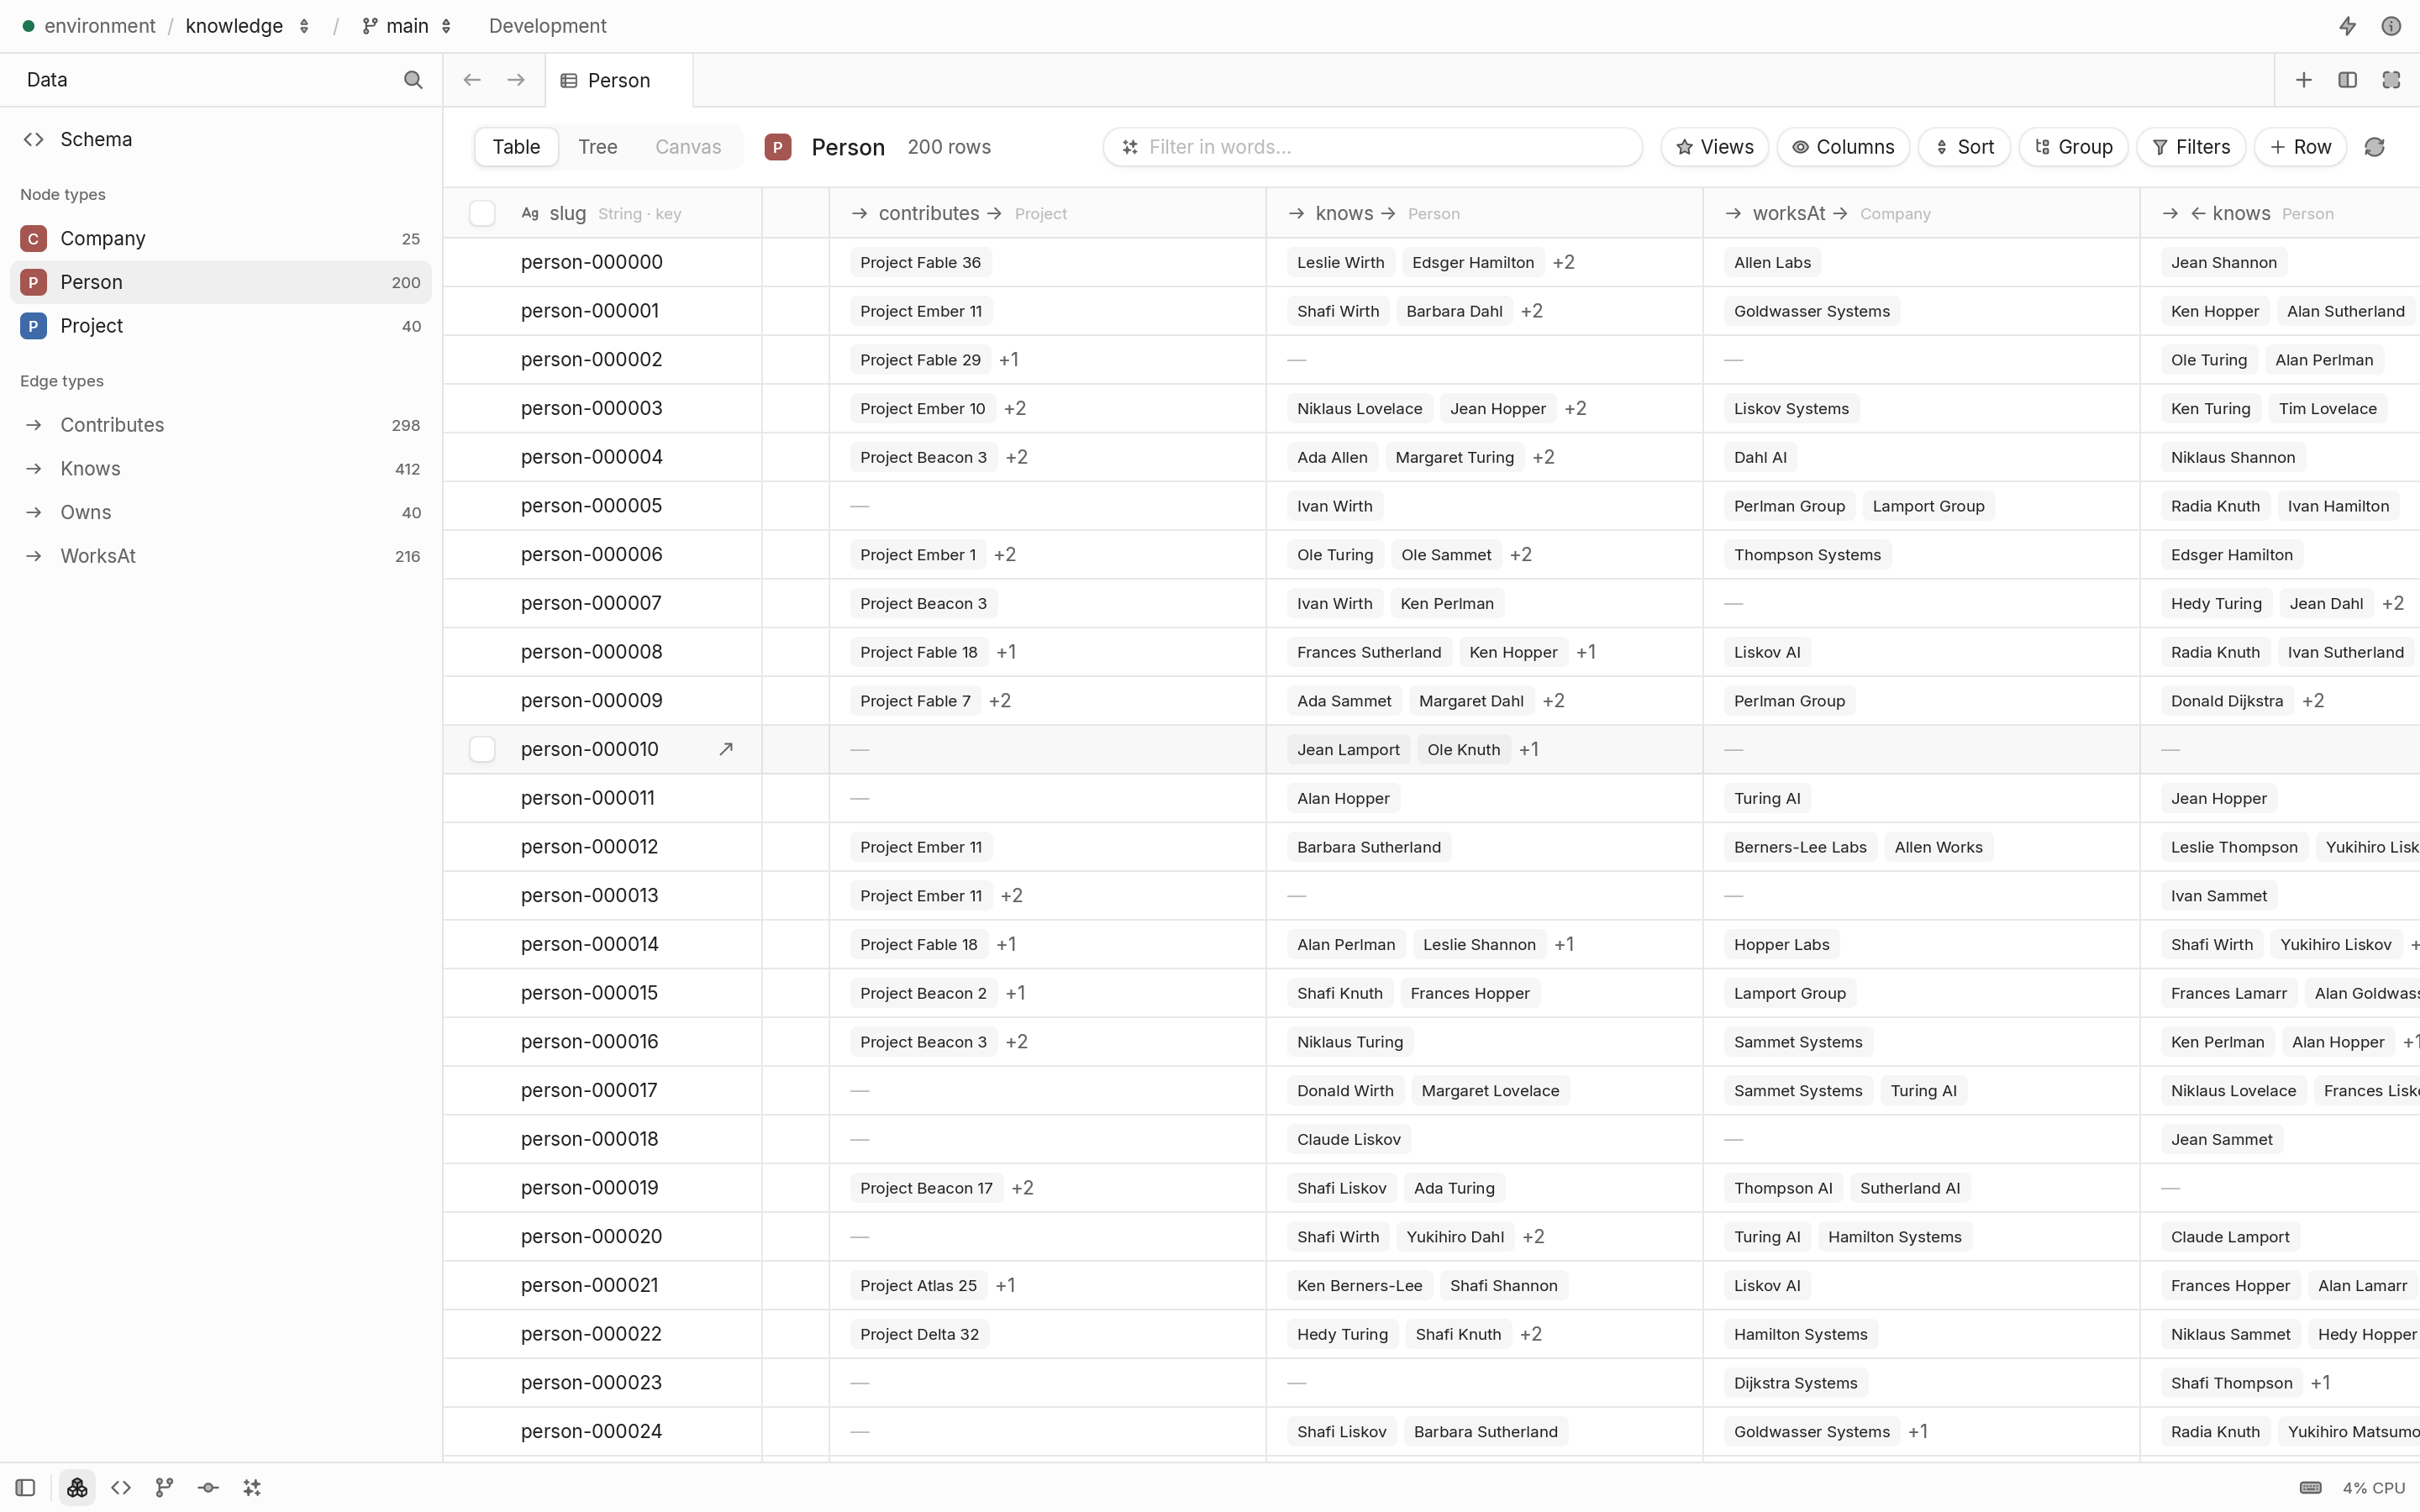 environment / knowledge / main Development
Data
Person
Schema
Table Tree Canvas P Person 200 rows Filter in words... Views Columns Sort Group Filters Row
Node types
C Company 25
P Person 200
P Project 40
Edge types
Contributes 298
Knows 412
Owns 40
WorksAt 216
Ag slug String · key → contributes → Project → knows → Person → worksAt → Company → ← knows Person
person-000000 Project Fable 36 Leslie Wirth Edsger Hamilton +2 Allen Labs Jean Shannon
person-000001 Project Ember 11 Shafi Wirth Barbara Dahl +2 Goldwasser Systems Ken Hopper Alan Sutherland
person-000002 Project Fable 29 +1 — — Ole Turing Alan Perlman
person-000003 Project Ember 10 +2 Niklaus Lovelace Jean Hopper +2 Liskov Systems Ken Turing Tim Lovelace
person-000004 Project Beacon 3 +2 Ada Allen Margaret Turing +2 Dahl AI Niklaus Shannon
person-000005 — Ivan Wirth Perlman Group Lamport Group Radia Knuth Ivan Hamilton
person-000006 Project Ember 1 +2 Ole Turing Ole Sammet +2 Thompson Systems Edsger Hamilton
person-000007 Project Beacon 3 Ivan Wirth Ken Perlman — Hedy Turing Jean Dahl +2
person-000008 Project Fable 18 +1 Frances Sutherland Ken Hopper +1 Liskov AI Radia Knuth Ivan Sutherland
person-000009 Project Fable 7 +2 Ada Sammet Margaret Dahl +2 Perlman Group Donald Dijkstra +2
person-000010 — Jean Lamport Ole Knuth +1 — —
person-000011 — Alan Hopper Turing AI Jean Hopper
person-000012 Project Ember 11 Barbara Sutherland Berners-Lee Labs Allen Works Leslie Thompson Yukihiro Lisk
person-000013 Project Ember 11 +2 — — Ivan Sammet
person-000014 Project Fable 18 +1 Alan Perlman Leslie Shannon +1 Hopper Labs Shafi Wirth Yukihiro Liskov +
person-000015 Project Beacon 2 +1 Shafi Knuth Frances Hopper Lamport Group Frances Lamarr Alan Goldwass
person-000016 Project Beacon 3 +2 Niklaus Turing Sammet Systems Ken Perlman Alan Hopper +1
person-000017 — Donald Wirth Margaret Lovelace Sammet Systems Turing AI Niklaus Lovelace Frances Lisk
person-000018 — Claude Liskov — Jean Sammet
person-000019 Project Beacon 17 +2 Shafi Liskov Ada Turing Thompson AI Sutherland AI —
person-000020 — Shafi Wirth Yukihiro Dahl +2 Turing AI Hamilton Systems Claude Lamport
person-000021 Project Atlas 25 +1 Ken Berners-Lee Shafi Shannon Liskov AI Frances Hopper Alan Lamarr
person-000022 Project Delta 32 Hedy Turing Shafi Knuth +2 Hamilton Systems Niklaus Sammet Hedy Hopper
person-000023 — — Dijkstra Systems Shafi Thompson +1
person-000024 — Shafi Liskov Barbara Sutherland Goldwasser Systems +1 Radia Knuth Yukihiro Matsumo
4% CPU